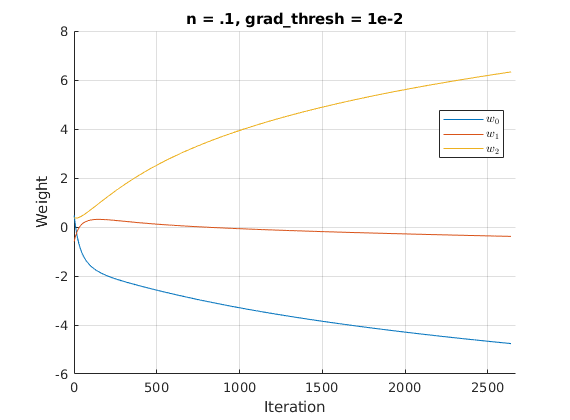 n = .1, grad_thresh = 1e-2
8
6
4
2
0
-2
-4
-6
Weight
w₀
w₁
w₂
0
500
1000
1500
2000
2500
Iteration